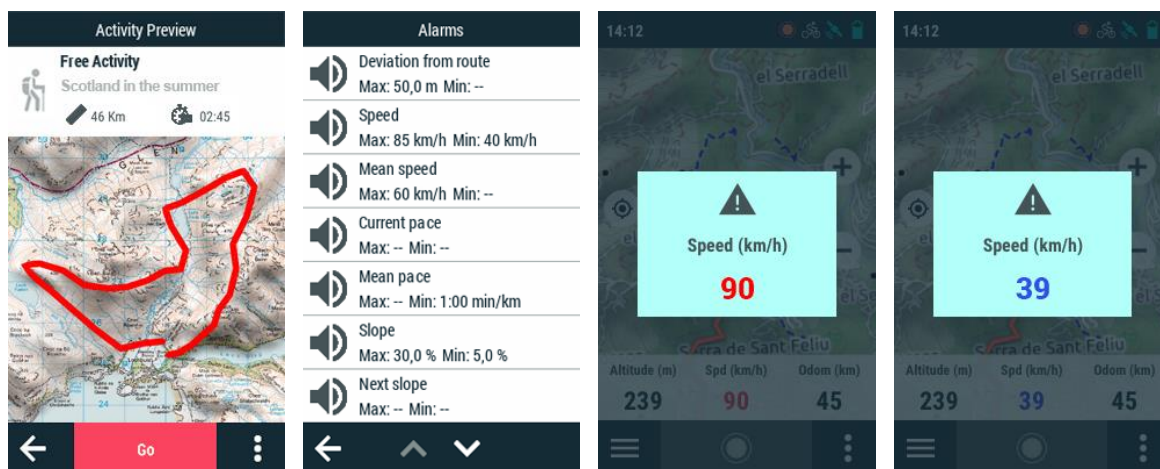 Activity Preview
Free Activity
Scotland in the summer
46 Km 02:45
24
Go
Alarms
Deviation from route
Max: 50,0 m Min: --
Speed
Max: 85 km/h Min: 40 km/h
Mean speed
Max: 60 km/h Min: --
Current pace
Max: -- Min: --
Mean pace
Max: -- Min: 1:00 min/km
Slope
Max: 30,0 % Min: 5,0 %
Next slope
Max: -- Min: --
14:12
el Serradell
Speed (km/h)
90
Serra de Sant Feliu
Altitude (m) Spd (km/h) Odom (km)
239 90 45
14:12
el Serradell
Speed (km/h)
39
Serra de Sant Feliu
Altitude (m) Spd (km/h) Odom (km)
239 39 45